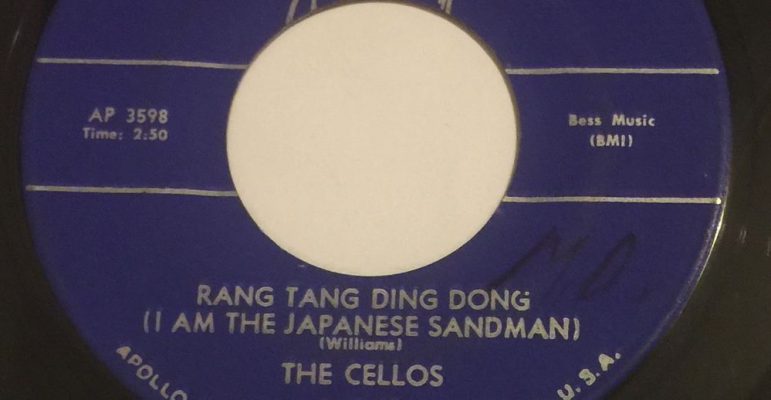 AP 3598
Time: 2:50
Bess Music
(BMI)
RANG TANG DING DONG
(I AM THE JAPANESE SANDMAN)
(Williams)
THE CELLOS
APOLLO
U.S.A.